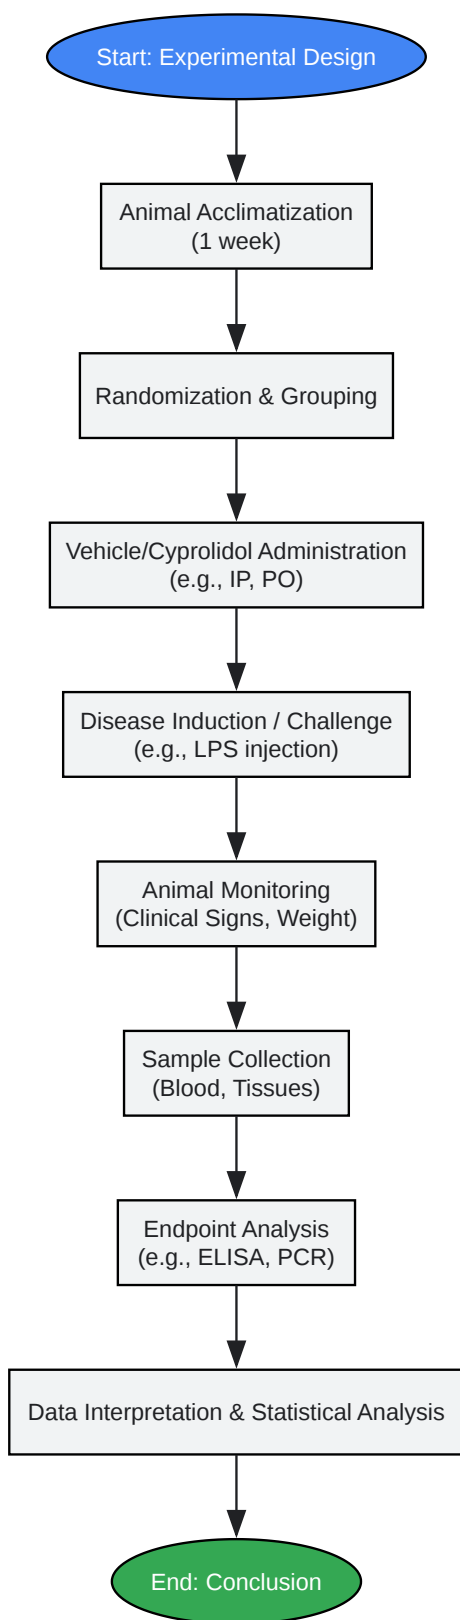 Start: Experimental Design
Animal Acclimatization
(1 week)
Randomization & Grouping
Vehicle/Cyprolidol Administration
(e.g., IP, PO)
Disease Induction / Challenge
(e.g., LPS injection)
Animal Monitoring
(Clinical Signs, Weight)
Sample Collection
(Blood, Tissues)
Endpoint Analysis
(e.g., ELISA, PCR)
Data Interpretation & Statistical Analysis
End: Conclusion